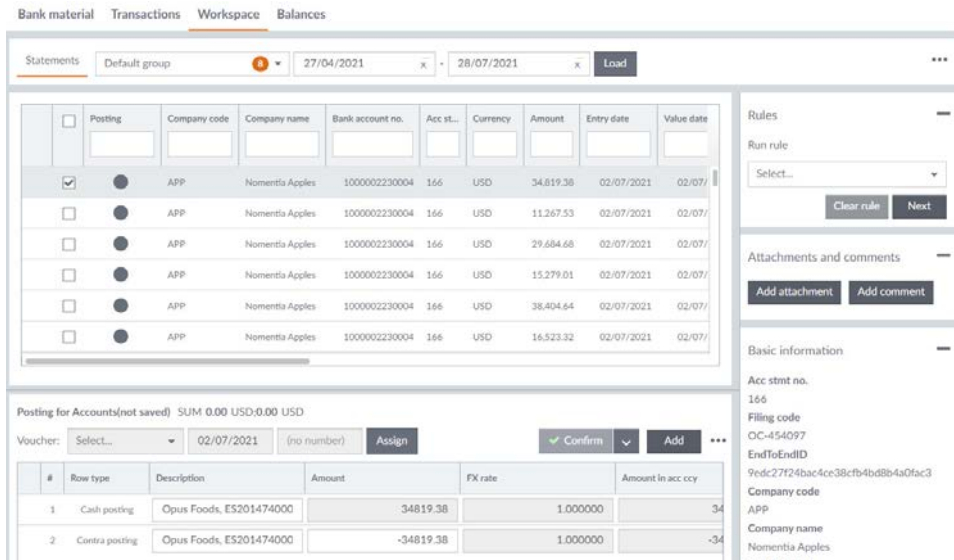 Bank material Transactions Workspace Balances
Statements Default group 8 27/04/2021 x - 28/07/2021 x Load
Posting Company code Company name Bank account no. Acc st... Currency Amount Entry date Value date
APP Nomentia Apples 1000002230004 166 USD 34,819.38 02/07/2021 02/07/
APP Nomentia Apples 1000002230004 166 USD 11,267.53 02/07/2021 02/07/
APP Nomentia Apples 1000002230004 166 USD 29,684.68 02/07/2021 02/07/
APP Nomentia Apples 1000002230004 166 USD 15,279.01 02/07/2021 02/07/
APP Nomentia Apples 1000002230004 166 USD 38,404.64 02/07/2021 02/07/
APP Nomentia Apples 1000002230004 166 USD 16,523.32 02/07/2021 02/07/
Posting for Accounts(not saved) SUM 0.00 USD;0.00 USD
Voucher: Select... 02/07/2021 (no number) Assign Confirm Add
# Row type Description Amount FX rate Amount in acc ccy
1 Cash posting Opus Foods, ES201474000 34819.38 1.000000 34
2 Contra posting Opus Foods, ES201474000 -34819.38 1.000000 -34
Rules
Run rule
Select...
Clear rule Next
Attachments and comments
Add attachment Add comment
Basic information
Acc stmt no.
166
Filing code
OC-454097
EndToEndID
9edc27f24bac4ce38cfb4bd8b4a0fac3
Company code
APP
Company name
Nomentia Apples